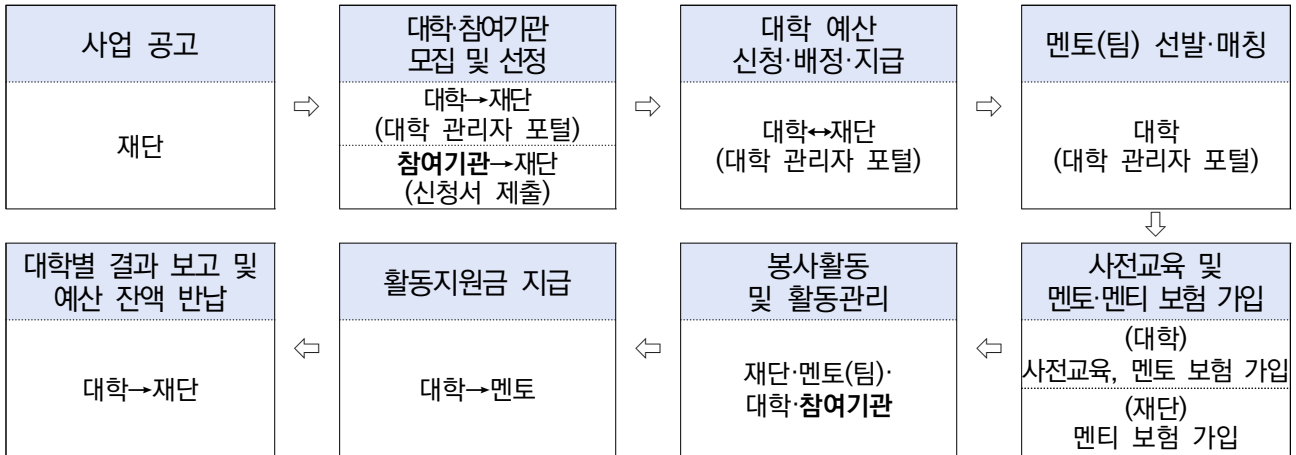 사업 공고
재단
⇨
대학·참여기관
모집 및 선정
대학→재단
(대학 관리자 포털)
참여기관→재단
(신청서 제출)
⇨
대학 예산
신청·배정·지급
대학↔재단
(대학 관리자 포털)
⇨
멘토(팀) 선발·매칭
대학
(대학 관리자 포털)
⇩
사전교육 및
멘토·멘티 보험 가입
(대학)
사전교육, 멘토 보험 가입
(재단)
멘티 보험 가입
⇦
봉사활동
및 활동관리
재단·멘토(팀)·
대학·참여기관
⇦
활동지원금 지급
대학→멘토
⇦
대학별 결과 보고 및
예산 잔액 반납
대학→재단